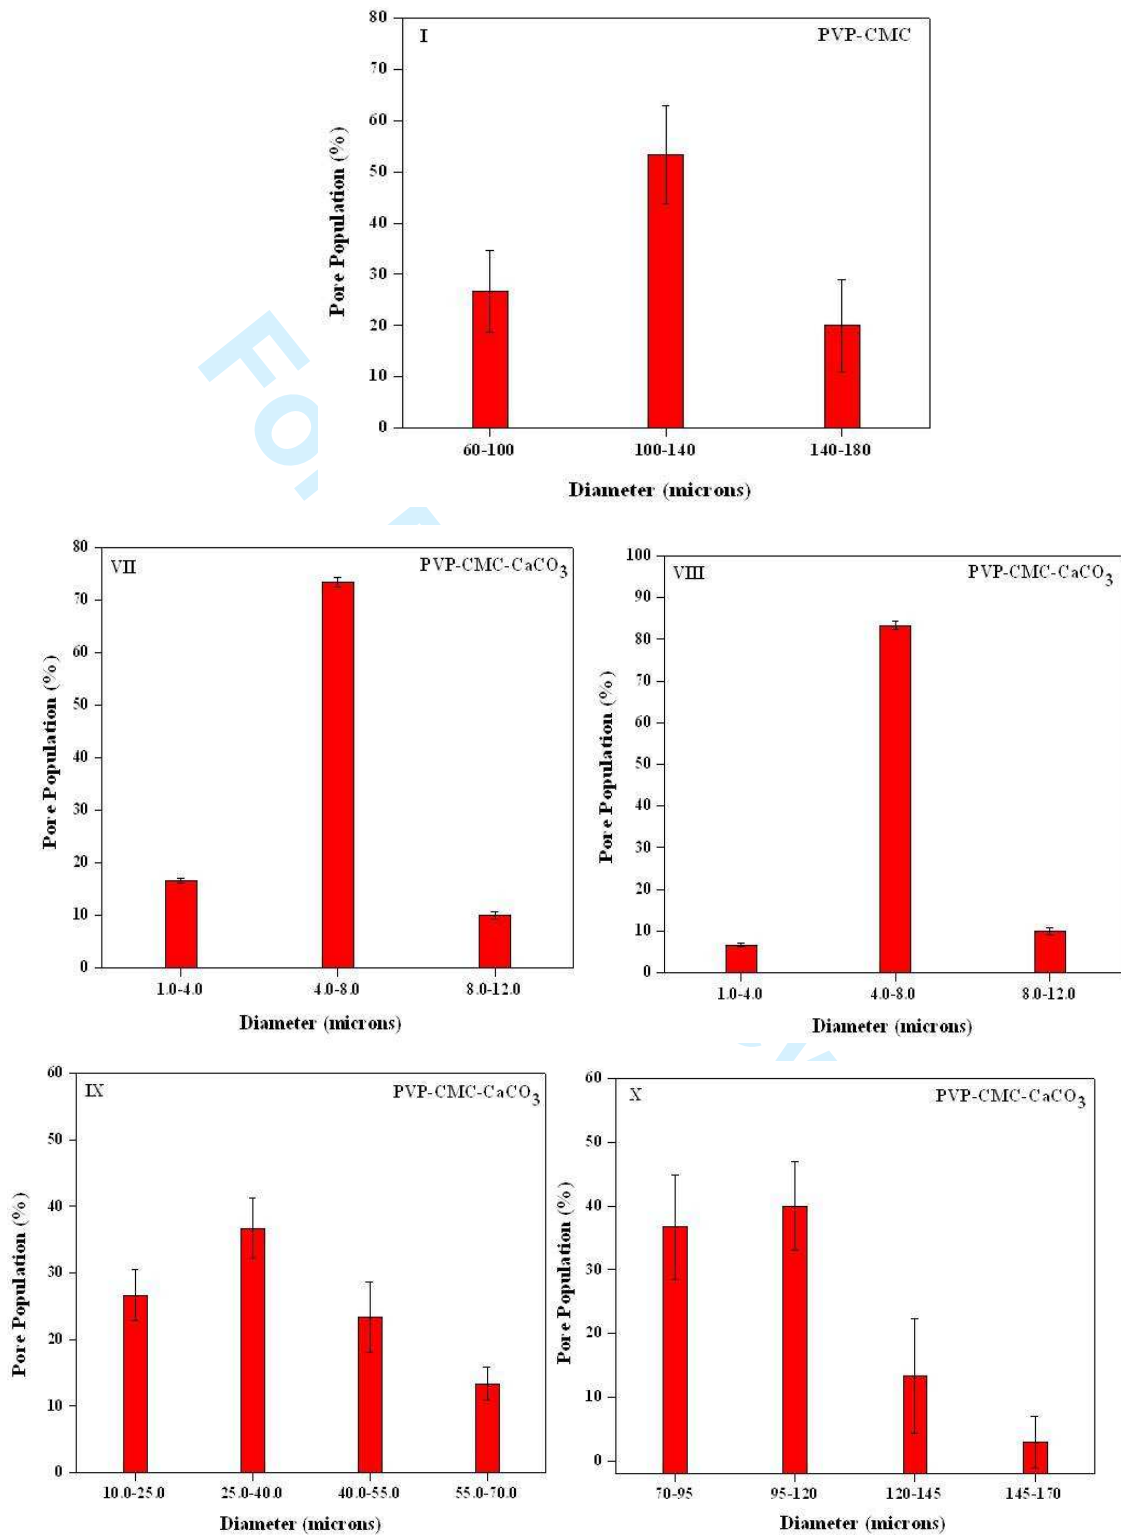 80
I
PVP-CMC
70
60
50
40
30
20
10
0
Pore Population (%)
60-100
100-140
140-180
Diameter (microns)
Fo
80
VII
PVP-CMC-CaCO3
70
60
50
40
30
20
10
0
Pore Population (%)
1.0-4.0
4.0-8.0
8.0-12.0
Diameter (microns)
100
VIII
PVP-CMC-CaCO3
90
80
70
60
50
40
30
20
10
0
Pore Population (%)
1.0-4.0
4.0-8.0
8.0-12.0
Diameter (microns)
60
IX
PVP-CMC-CaCO3
50
40
30
20
10
0
Pore Population (%)
10.0-25.0
25.0-40.0
40.0-55.0
55.0-70.0
Diameter (microns)
60
X
PVP-CMC-CaCO3
50
40
30
20
10
0
Pore Population (%)
70-95
95-120
120-145
145-170
Diameter (microns)